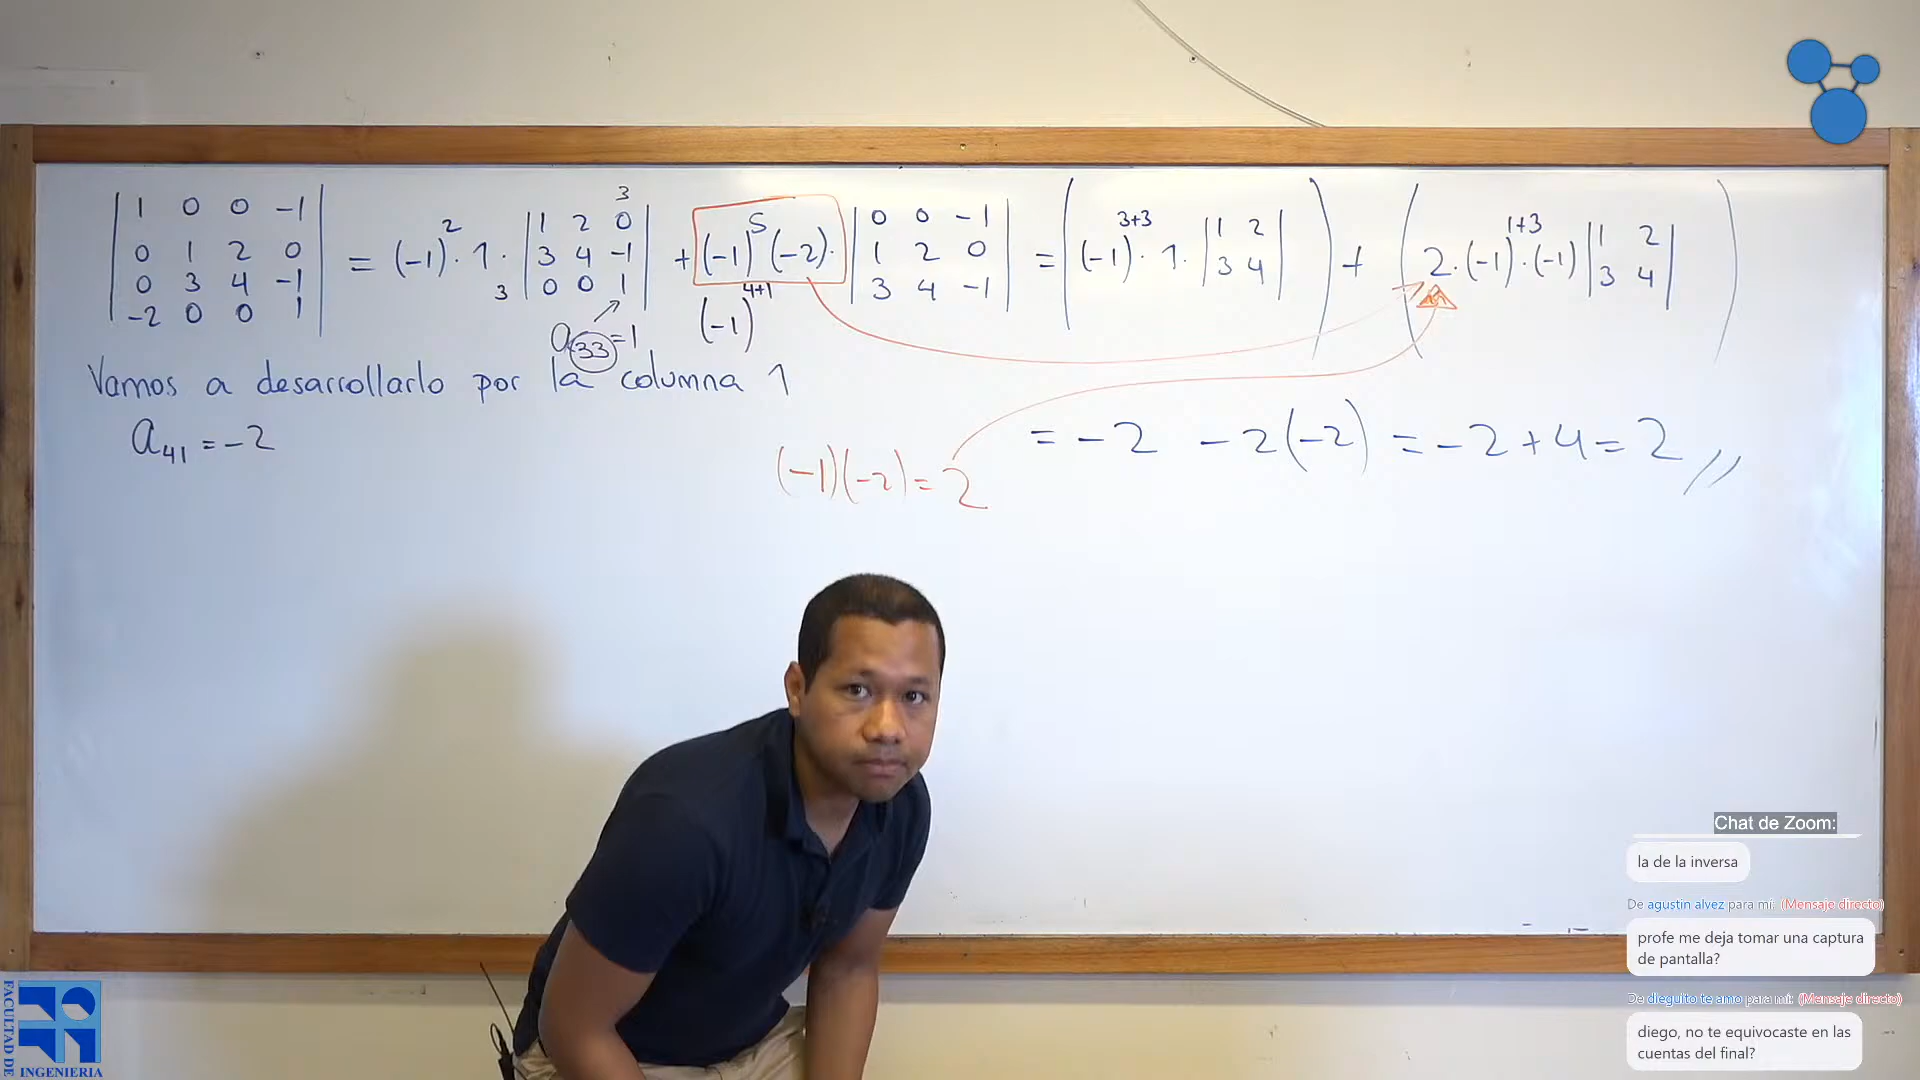 | 1 0 0 -1 |
| 0 1 2 0 |
| 0 3 4 -1 |
| -2 0 0 1 |
= (-1)² · 1 ·
3
| 1 2 0 |
| 3 4 -1 |
3 | 0 0 1 |
a₃₃ = 1
+ (-1)⁵ (-2) ·
(-1)⁴⁺¹
| 0 0 -1 |
| 1 2 0 |
| 3 4 -1 |
= ( (-1)³⁺³ · 1 · | 1 2 |
| 3 4 | )
+ ( 2 · (-1)¹⁺³ · (-1) | 1 2 |
| 3 4 | )
Vamos a desarrollarlo por la columna 1
a₄₁ = -2
(-1)(-2) = 2
= -2 -2(-2) = -2 + 4 = 2 //
Chat de Zoom:
la de la inversa
De agustin alvez para mí: (Mensaje directo)
profe me deja tomar una captura
de pantalla?
De dieguito te amo para mí: (Mensaje directo)
diego, no te equivocaste en las
cuentas del final?
FACULTAD DE
INGENIERIA